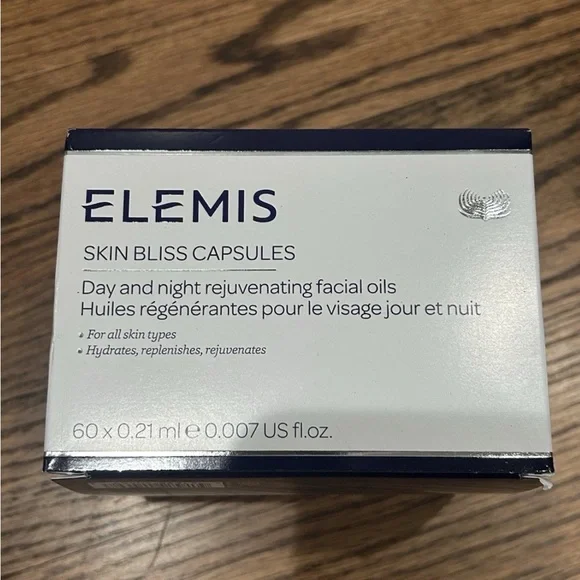 ELEMIS
SKIN BLISS CAPSULES
Day and night rejuvenating facial oils
Huiles régénérantes pour le visage jour et nuit
• For all skin types
• Hydrates, replenishes, rejuvenates
60 x 0.21 ml ℮ 0.007 US fl.oz.